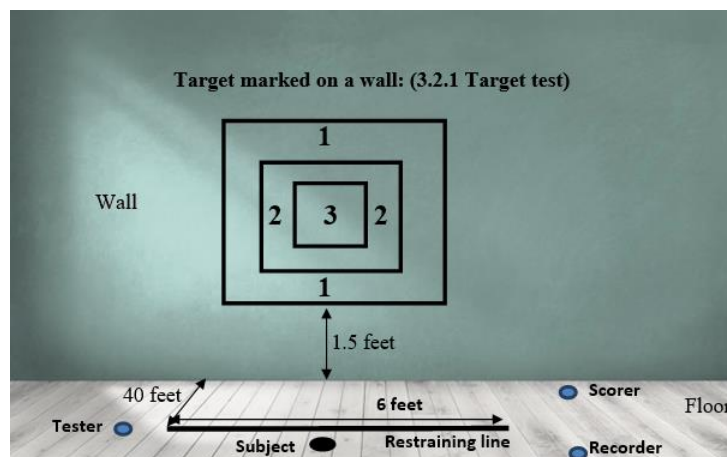 Target marked on a wall: (3.2.1 Target test)
1
Wall
2 3 2
1
1.5 feet
40 feet
6 feet
Scorer
Floor
Tester
Subject
Restraining line
Recorder